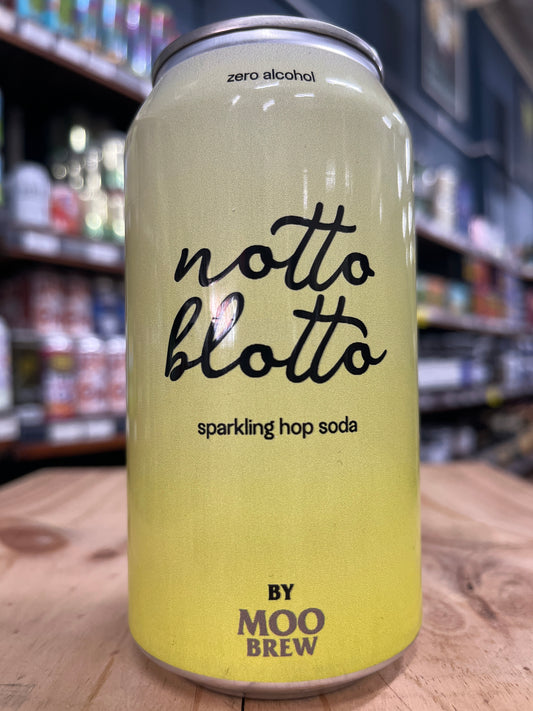 zero alcohol
notto
blotto
sparkling hop soda
BY
MOO
BREW